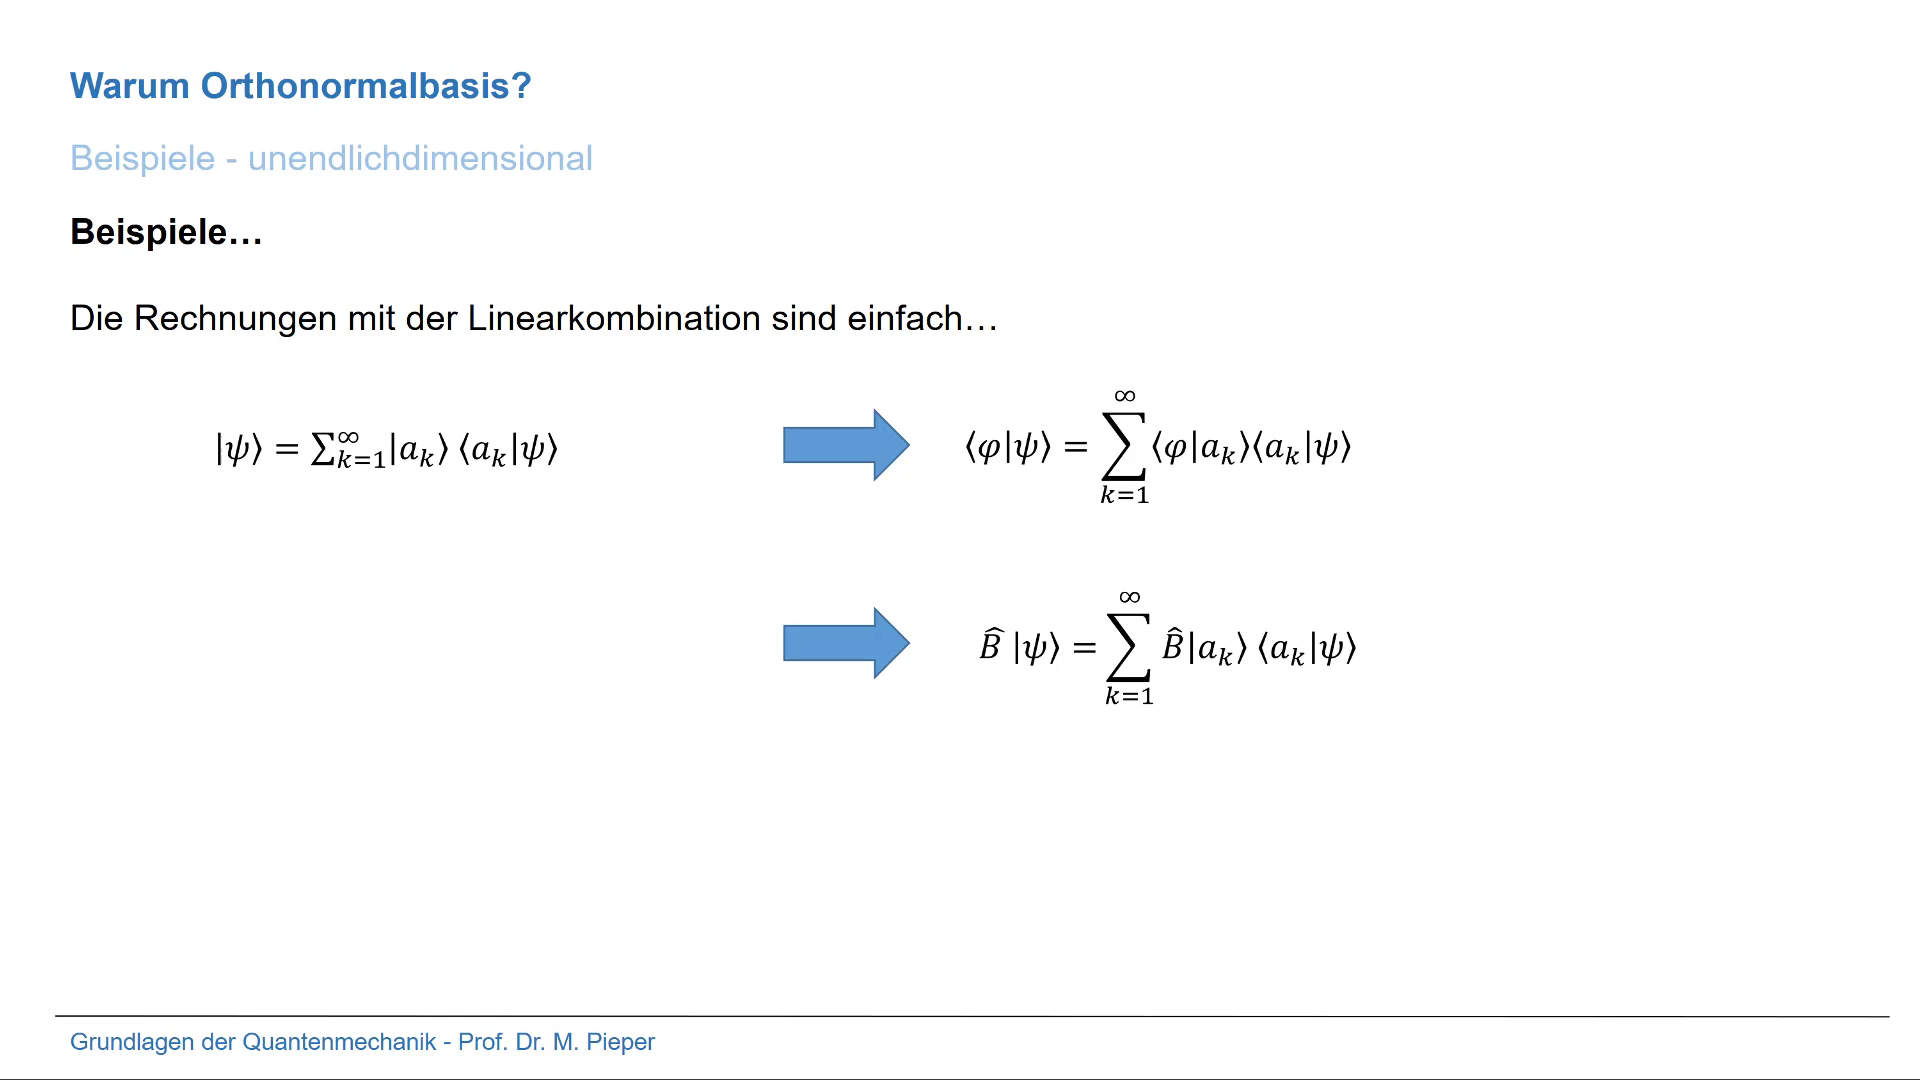 Warum Orthonormalbasis?
Beispiele - unendlichdimensional
Beispiele…
Die Rechnungen mit der Linearkombination sind einfach…
|ψ⟩ = ∑_{k=1}^{∞}|a_k⟩ ⟨a_k|ψ⟩
⟨φ|ψ⟩ = ∑_{k=1}^{∞}⟨φ|a_k⟩⟨a_k|ψ⟩
B̂ |ψ⟩ = ∑_{k=1}^{∞} B̂|a_k⟩ ⟨a_k|ψ⟩
Grundlagen der Quantenmechanik - Prof. Dr. M. Pieper